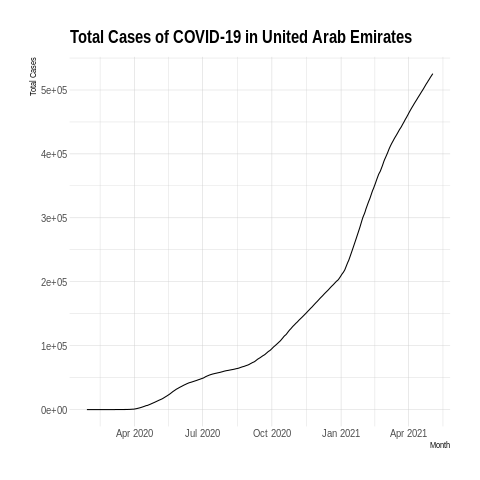 Total Cases of COVID-19 in United Arab Emirates
Total Cases
5e+05
4e+05
3e+05
2e+05
1e+05
0e+00
Apr 2020 Jul 2020 Oct 2020 Jan 2021 Apr 2021
Month